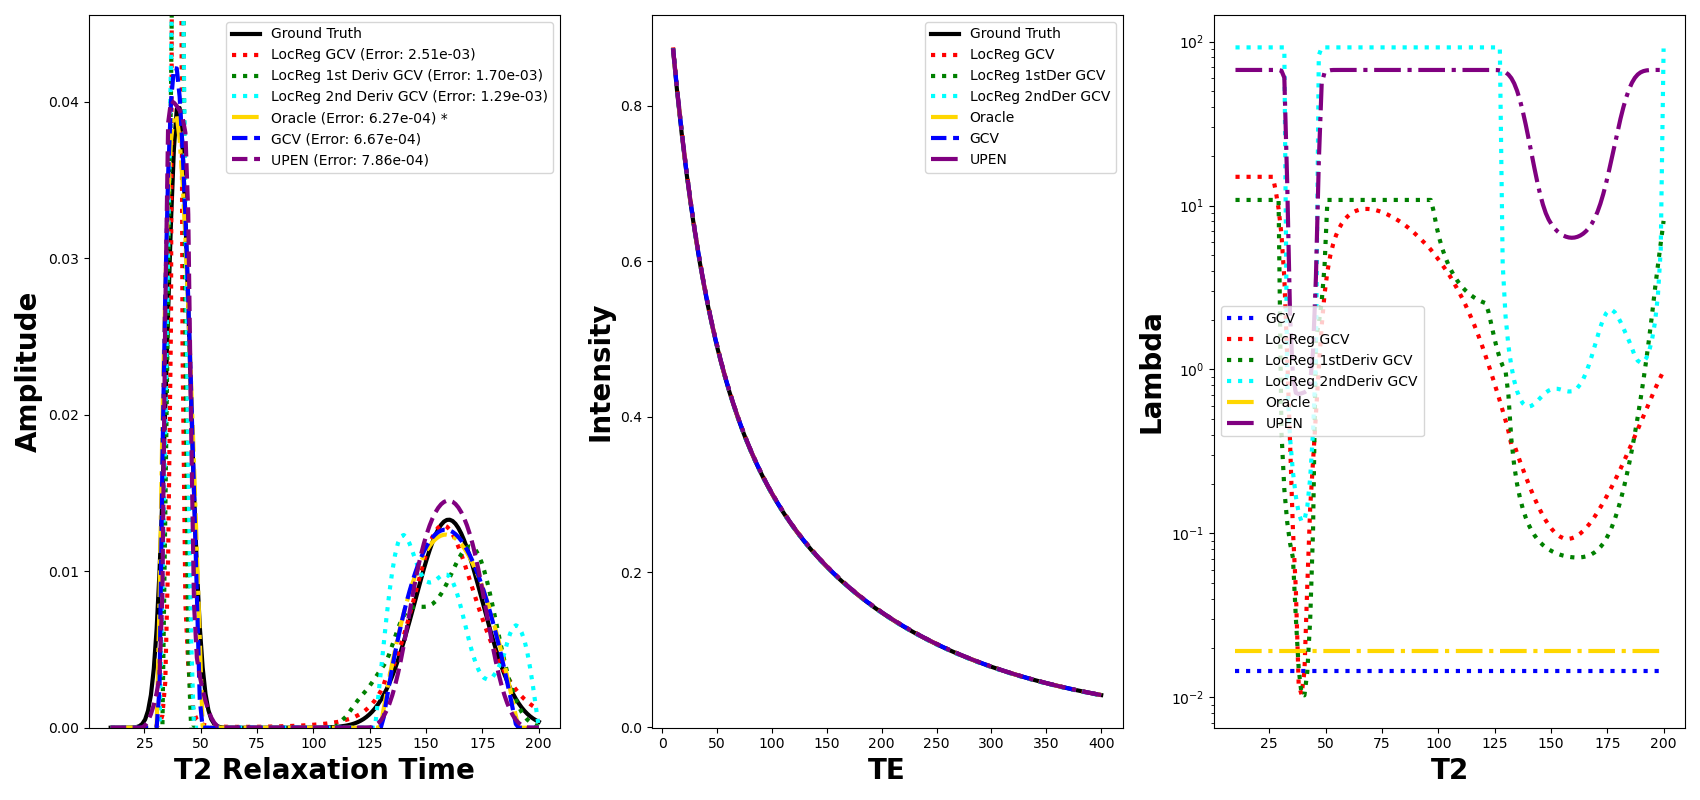 Amplitude
0.04
0.03
0.02
0.01
0.00
25 50 75 100 125 150 175 200
T2 Relaxation Time
Ground Truth
LocReg GCV (Error: 2.51e-03)
LocReg 1st Deriv GCV (Error: 1.70e-03)
LocReg 2nd Deriv GCV (Error: 1.29e-03)
Oracle (Error: 6.27e-04) *
GCV (Error: 6.67e-04)
UPEN (Error: 7.86e-04)
Intensity
0.8
0.6
0.4
0.2
0.0
0 50 100 150 200 250 300 350 400
TE
Ground Truth
LocReg GCV
LocReg 1stDer GCV
LocReg 2ndDer GCV
Oracle
GCV
UPEN
Lambda
10²
10¹
10⁰
10⁻¹
10⁻²
25 50 75 100 125 150 175 200
T2
GCV
LocReg GCV
LocReg 1stDeriv GCV
LocReg 2ndDeriv GCV
Oracle
UPEN